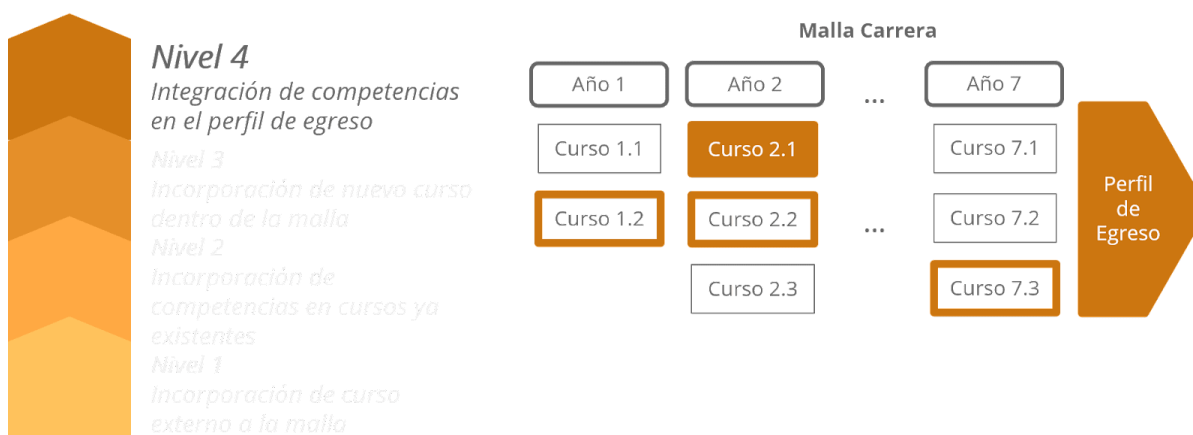 Nivel 4
Integración de competencias
en el perfil de egreso
Nivel 3
Incorporación de nuevo curso
dentro de la malla
Nivel 2
Incorporación de
competencias en cursos ya
existentes
Nivel 1
Incorporación de curso
externo a la malla
Malla Carrera
Año 1
Año 2
...
Año 7
Curso 1.1
Curso 2.1
Curso 7.1
Curso 1.2
Curso 2.2
...
Curso 7.2
Curso 2.3
Curso 7.3
Perfil
de
Egreso